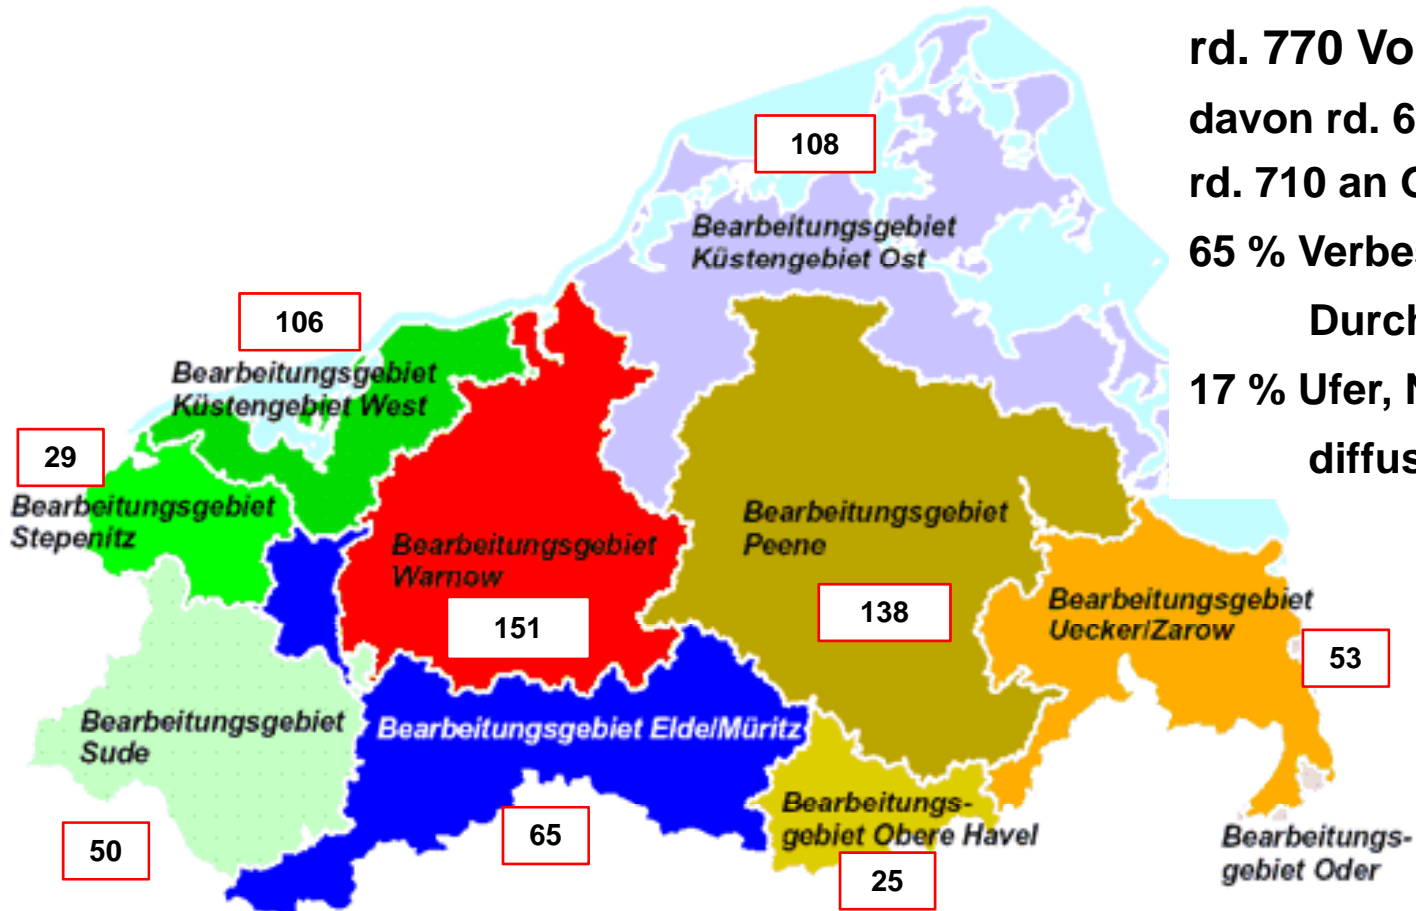 rd. 770 Vo
davon rd. 6
rd. 710 an
65 % Verbes
Durch
17 % Ufer,
diffus
108
Bearbeitungsgebiet
Küstengebiet Ost
106
Bearbeitungsgebiet
Küstengebiet West
29
Bearbeitungsgebiet
Stepenitz
Bearbeitungsgebiet
Warnow
151
Bearbeitungsgebiet
Peene
138
Bearbeitungsgebiet
Uecker/Zarow
53
Bearbeitungsgebiet
Sude
50
Bearbeitungsgebiet Elde/Müritz
65
Bearbeitungs-
gebiet Obere Havel
25
Bearbeitungs-
gebiet Oder